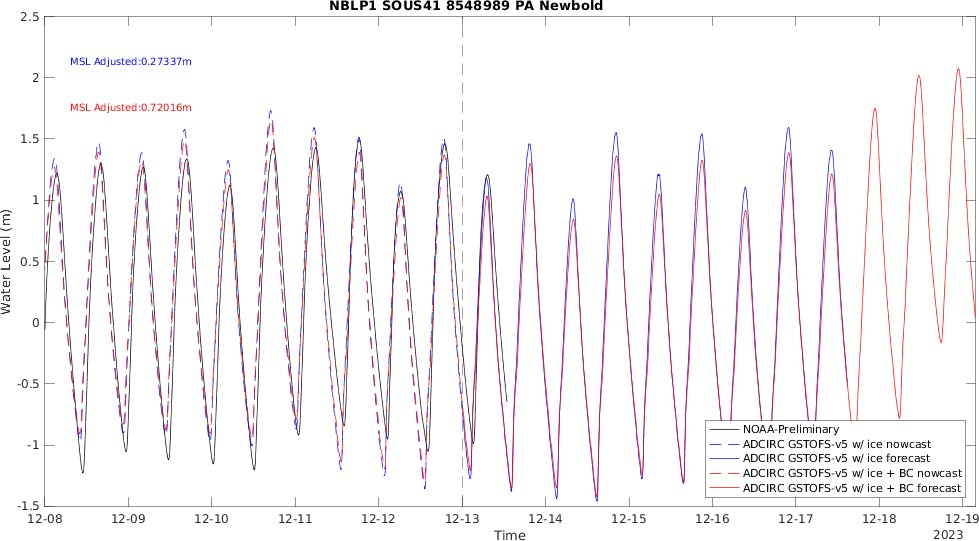 NBLP1 SOUS41 8548989 PA Newbold
2.5
MSL Adjusted:0.27337m
2
MSL Adjusted:0.72016m
1.5
1
0.5
Water Level (m)
0
-0.5
-1
-1.5
NOAA-Preliminary
ADCIRC GSTOFS-v5 w/ ice nowcast
ADCIRC GSTOFS-v5 w/ ice forecast
ADCIRC GSTOFS-v5 w/ ice + BC nowcast
ADCIRC GSTOFS-v5 w/ ice + BC forecast
12-08 12-09 12-10 12-11 12-12 12-13 12-14 12-15 12-16 12-17 12-18 12-19
Time
2023